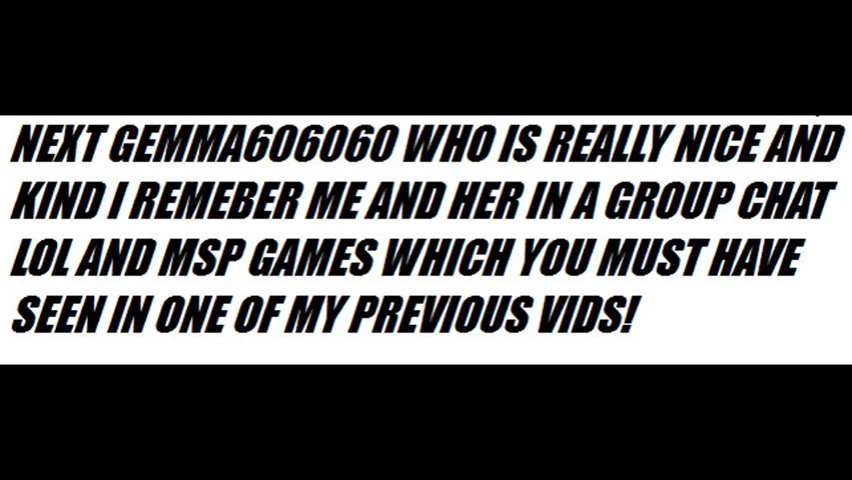 NEXT GEMMA606060 WHO IS REALLY NICE AND
KIND I REMEBER ME AND HER IN A GROUP CHAT
LOL AND MSP GAMES WHICH YOU MUST HAVE
SEEN IN ONE OF MY PREVIOUS VIDS!